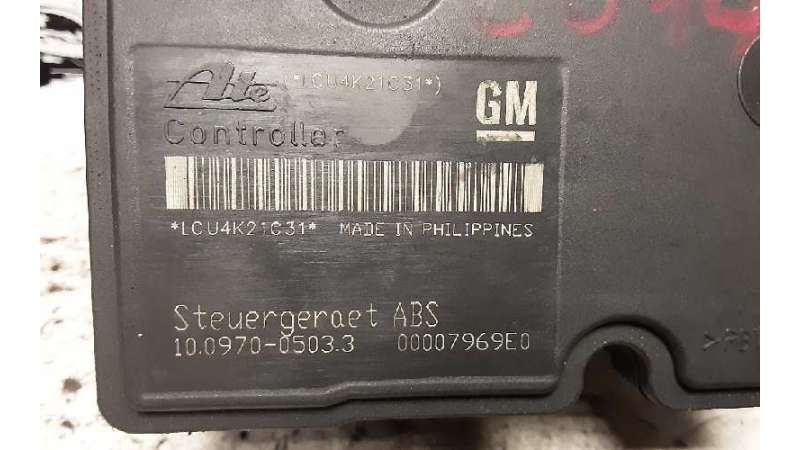 Ate (*LCU4K21C31*)
GM
Controller
*LCU4K21C31* MADE IN PHILIPPINES
Steuergeraet ABS
10.0970-0503.3 00007969E0